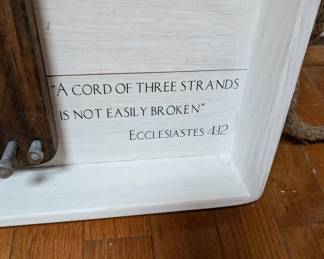 "A CORD OF THREE STRANDS
IS NOT EASILY BROKEN"
ECCLESIASTES 4:12